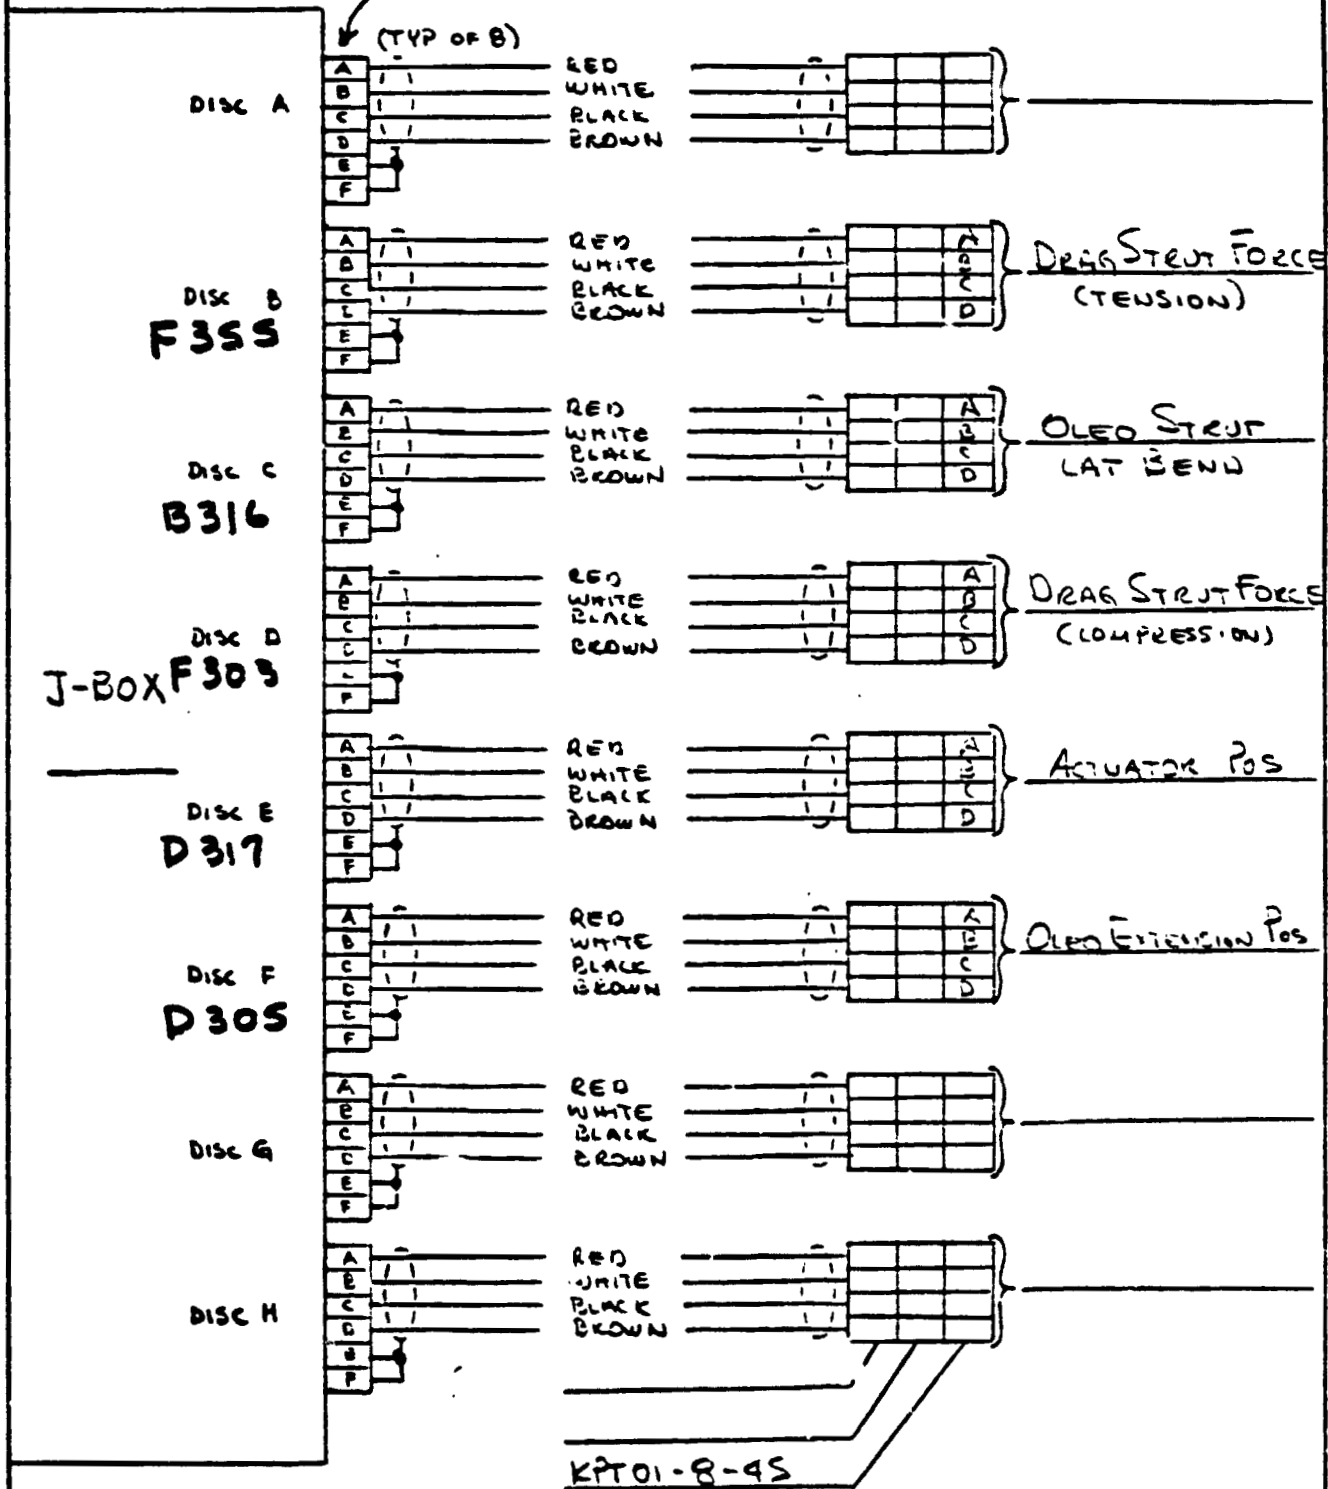 (TYP OF 8)
DISC A
A
B
C
D
E
F
RED
WHITE
BLACK
BROWN
DISC B
F355
A
B
C
E
F
RED
WHITE
BLACK
BROWN
C
D
DRAG STRUT FORCE
(TENSION)
DISC C
B316
A
B
C
D
E
F
RED
WHITE
BLACK
BROWN
A
B
C
D
OLEO STRUT
LAT BEND
DISC D
F303
A
B
C
F
RED
WHITE
BLACK
BROWN
A
B
C
D
DRAG STRUT FORCE
(COMPRESSION)
J-BOX
DISC E
D317
A
B
C
D
E
F
RED
WHITE
BLACK
BROWN
A
C
D
ACTUATOR POS
DISC F
D305
A
B
C
E
F
RED
WHITE
BLACK
BROWN
A
B
C
D
OLEO EXTENSION POS
DISC G
A
B
C
E
F
RED
WHITE
BLACK
BROWN
DISC H
A
B
C
RED
WHITE
BLACK
BROWN
KPT01-8-4S